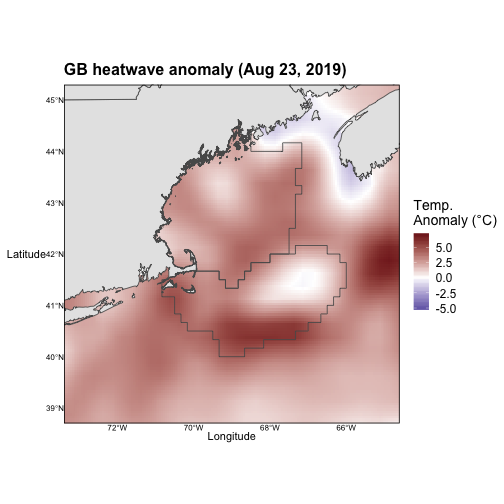 GB heatwave anomaly (Aug 23, 2019)
45°N
44°N
43°N
Latitude
42°N
41°N
40°N
39°N
72°W
70°W
68°W
66°W
Longitude
Temp.
Anomaly (°C)
5.0
2.5
0.0
-2.5
-5.0